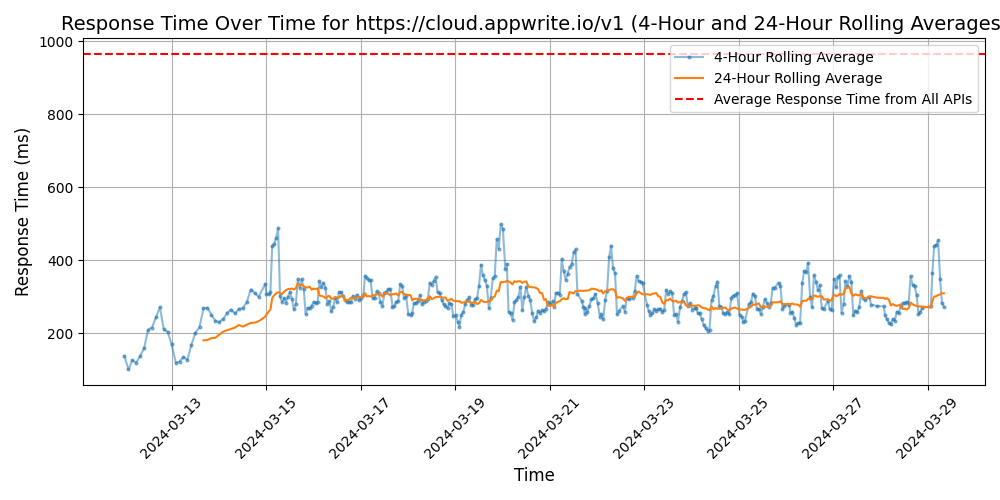 Response Time Over Time for https://cloud.appwrite.io/v1 (4-Hour and 24-Hour Rolling Averages
1000
800
600
400
200
Response Time (ms)
4-Hour Rolling Average
24-Hour Rolling Average
Average Response Time from All APIs
2024-03-13
2024-03-15
2024-03-17
2024-03-19
2024-03-21
2024-03-23
2024-03-25
2024-03-27
2024-03-29
Time